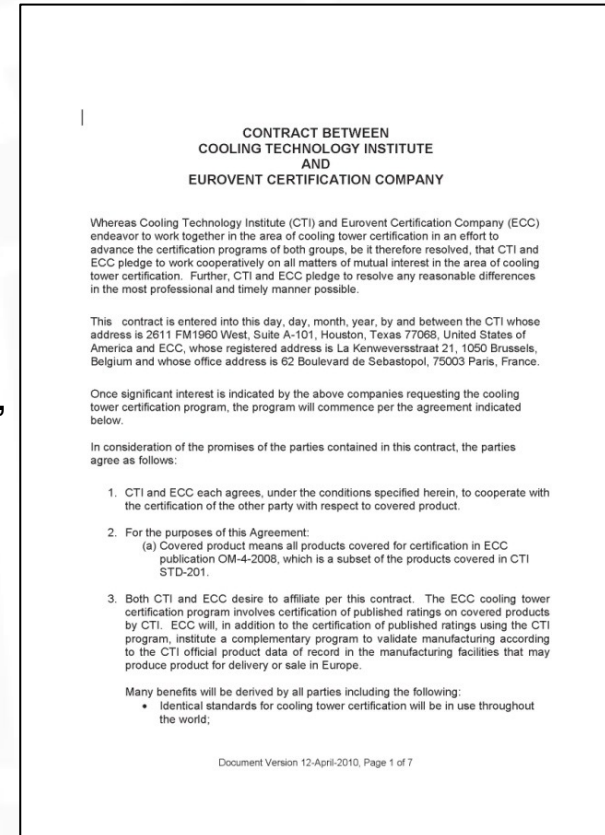 CONTRACT BETWEEN
COOLING TECHNOLOGY INSTITUTE
AND
EUROVENT CERTIFICATION COMPANY
Whereas Cooling Technology Institute (CTI) and Eurovent Certification Company (ECC)
endeavor to work together in the area of cooling tower certification in an effort to
advance the certification programs of both groups, be it therefore resolved, that CTI and
ECC pledge to work cooperatively on all matters of mutual interest in the area of cooling
tower certification. Further, CTI and ECC pledge to resolve any reasonable differences
in the most professional and timely manner possible.
This contract is entered into this day, day, month, year, by and between the CTI whose
address is 2611 FM1960 West, Suite A-101, Houston, Texas 77068, United States of
America and ECC, whose registered address is La Kenweversstraat 21, 1050 Brussels,
Belgium and whose office address is 62 Boulevard de Sebastopol, 75003 Paris, France.
Once significant interest is indicated by the above companies requesting the cooling
tower certification program, the program will commence per the agreement indicated
below.
In consideration of the promises of the parties contained in this contract, the parties
agree as follows:
1. CTI and ECC each agrees, under the conditions specified herein, to cooperate with
the certification of the other party with respect to covered product.
2. For the purposes of this Agreement:
(a) Covered product means all products covered for certification in ECC
publication OM-4-2008, which is a subset of the products covered in CTI
STD-201.
3. Both CTI and ECC desire to affiliate per this contract. The ECC cooling tower
certification program involves certification of published ratings on covered products
by CTI. ECC will, in addition to the certification of published ratings using the CTI
program, institute a complementary program to validate manufacturing according
to the CTI official product data of record in the manufacturing facilities that may
produce product for delivery or sale in Europe.
Many benefits will be derived by all parties including the following:
• Identical standards for cooling tower certification will be in use throughout
the world;
Document Version 12-April-2010, Page 1 of 7